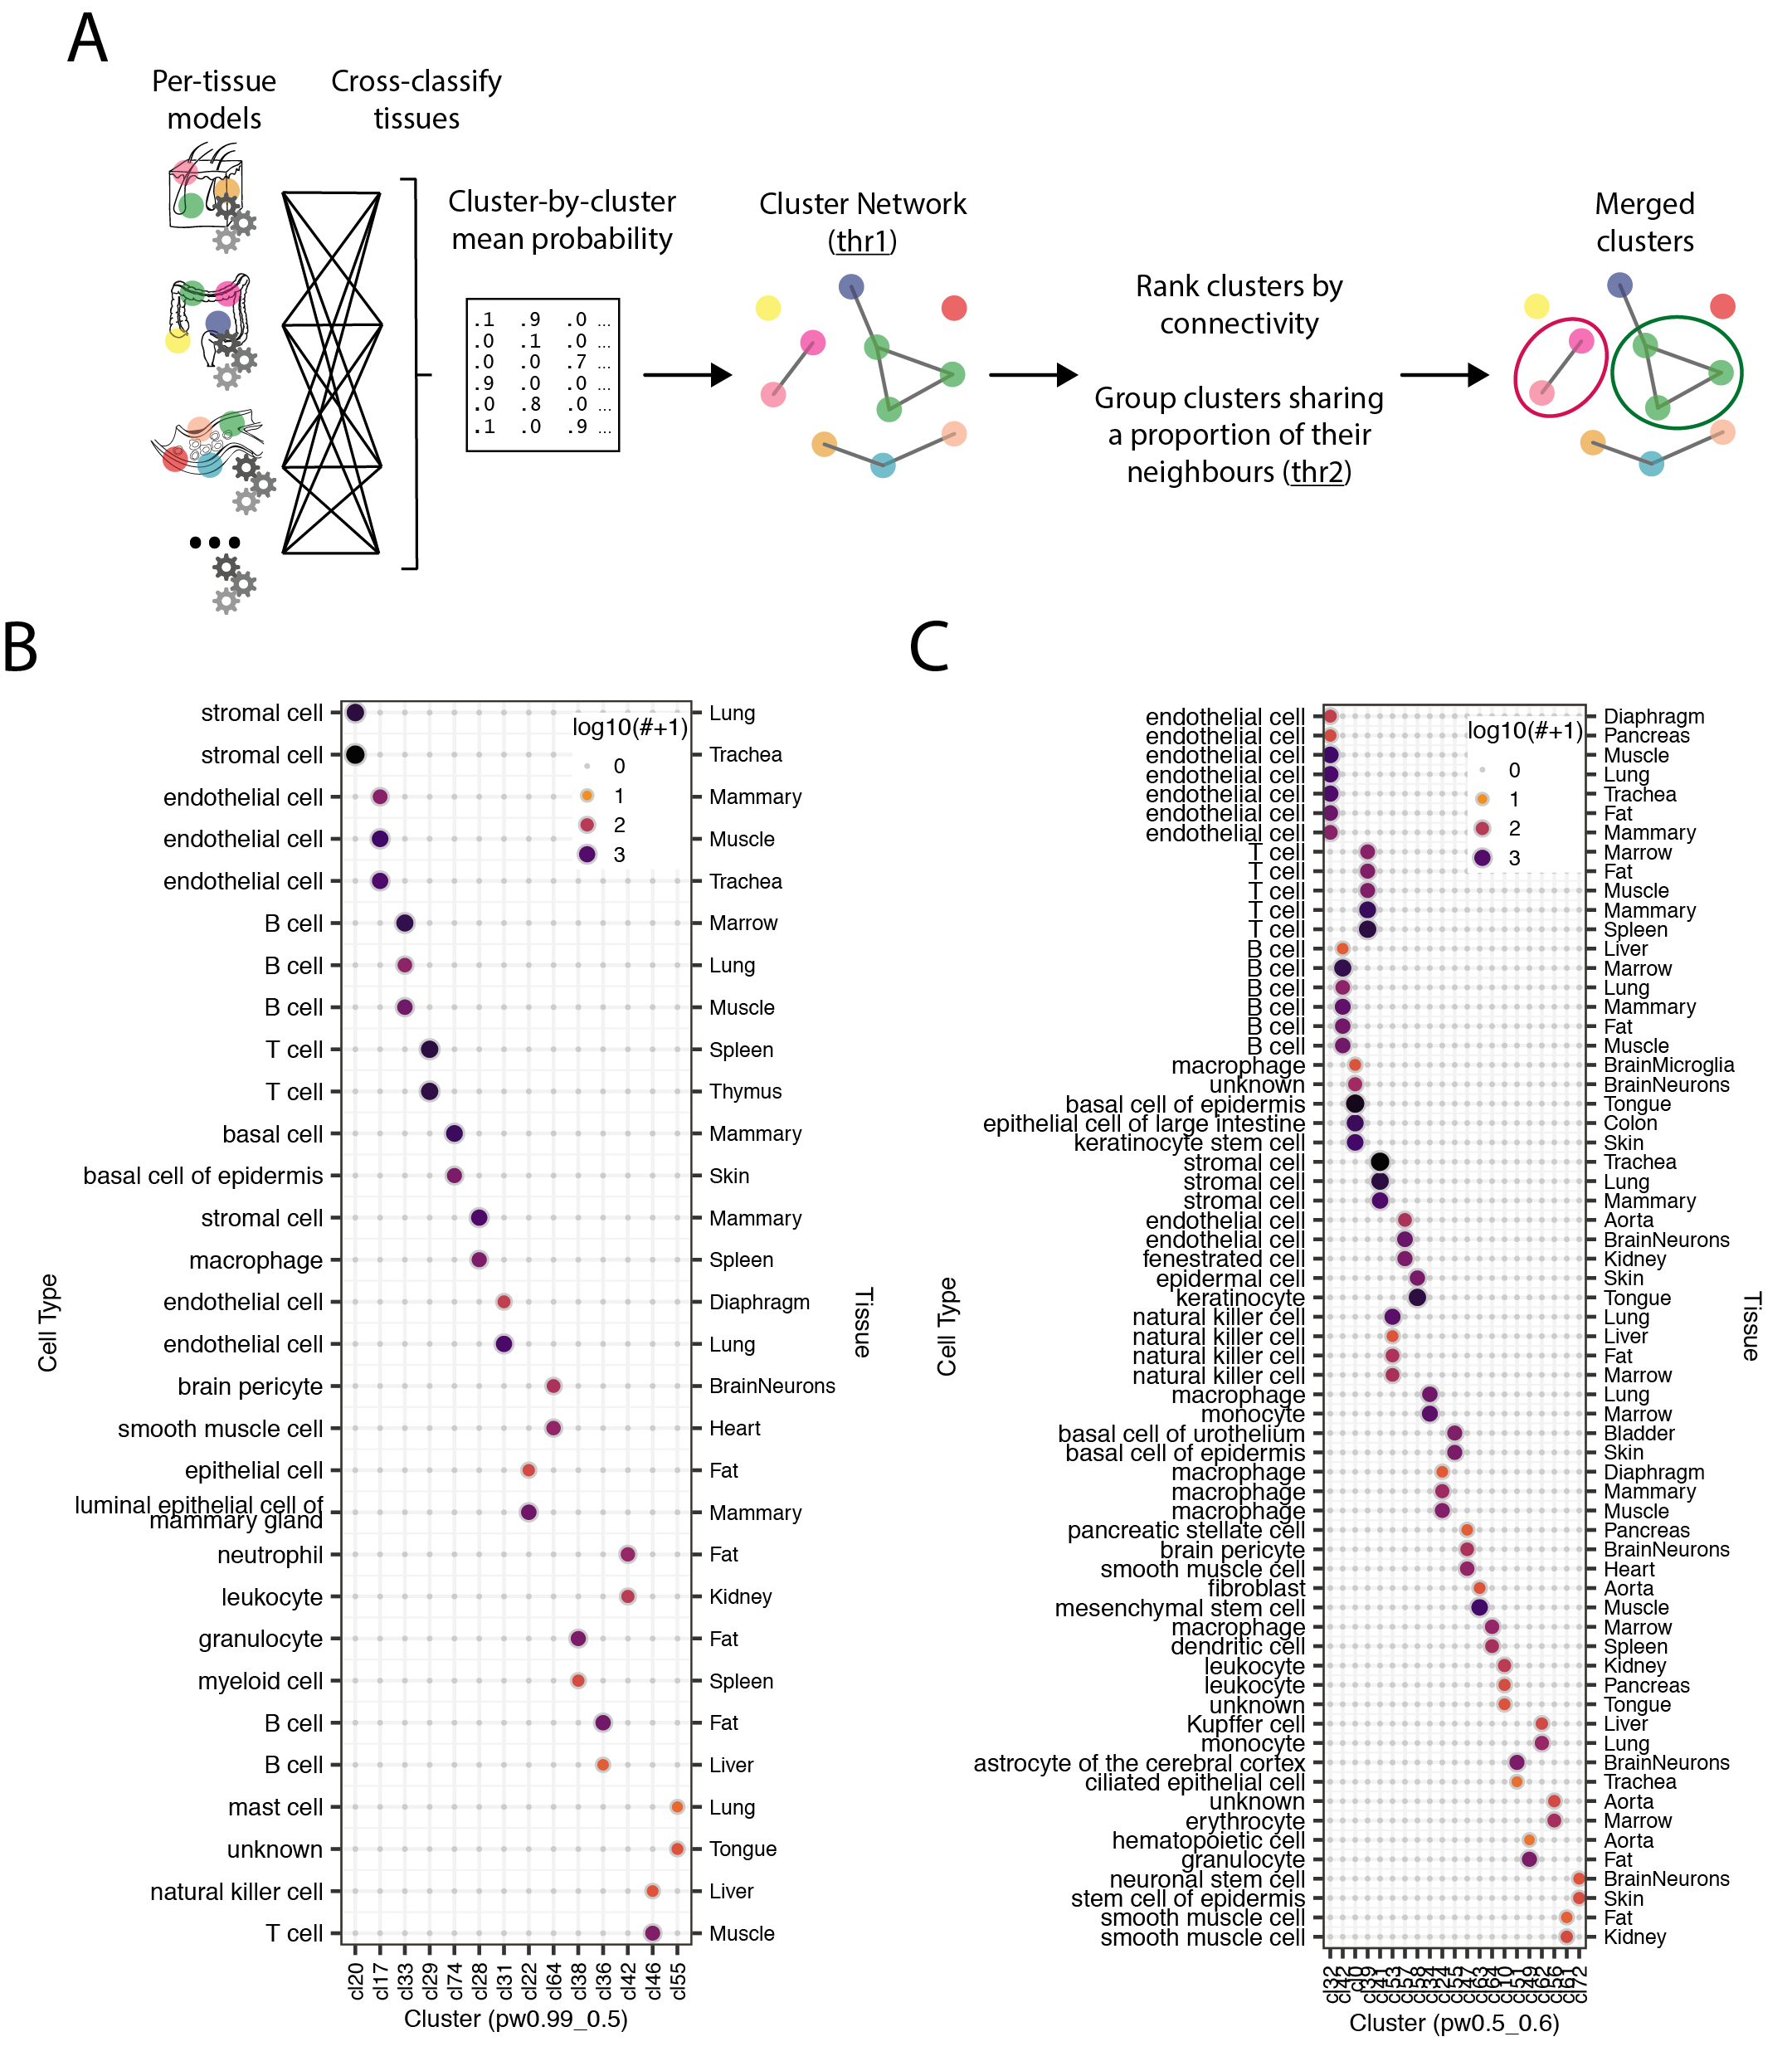 A
Per-tissue
models
Cross-classify
tissues
Cluster-by-cluster
mean probability
.1 .9 .0 ...
.0 .1 .0 ...
.0 .0 .7 ...
.9 .0 .0 ...
.0 .8 .0 ...
.1 .0 .9 ...
Cluster Network
(thr1)
Rank clusters by
connectivity
Group clusters sharing
a proportion of their
neighbours (thr2)
Merged
clusters
B
stromal cell Lung
stromal cell Trachea
endothelial cell Mammary
endothelial cell Muscle
endothelial cell Trachea
B cell Marrow
B cell Lung
B cell Muscle
T cell Spleen
T cell Thymus
basal cell Mammary
basal cell of epidermis Skin
stromal cell Mammary
macrophage Spleen
endothelial cell Diaphragm
endothelial cell Lung
brain pericyte BrainNeurons
smooth muscle cell Heart
epithelial cell Fat
luminal epithelial cell of
mammary gland Mammary
neutrophil Fat
leukocyte Kidney
granulocyte Fat
myeloid cell Spleen
B cell Fat
B cell Liver
mast cell Lung
unknown Tongue
natural killer cell Liver
T cell Muscle
log10(#+1)
0
1
2
3
Cell Type
Tissue
cl20 cl17 cl33 cl29 cl74 cl28 cl31 cl22 cl64 cl38 cl36 cl42 cl46 cl55
Cluster (pw0.99_0.5)
C
endothelial cell Diaphragm
endothelial cell Pancreas
endothelial cell Muscle
endothelial cell Lung
endothelial cell Trachea
endothelial cell Fat
endothelial cell Mammary
T cell Marrow
T cell Fat
T cell Muscle
T cell Mammary
T cell Spleen
B cell Liver
B cell Marrow
B cell Lung
B cell Mammary
B cell Fat
B cell Muscle
macrophage BrainMicroglia
unknown BrainNeurons
basal cell of epidermis Tongue
epithelial cell of large intestine Colon
keratinocyte stem cell Skin
stromal cell Trachea
stromal cell Lung
stromal cell Mammary
endothelial cell Aorta
endothelial cell BrainNeurons
fenestrated cell Kidney
epidermal cell Skin
keratinocyte Tongue
natural killer cell Lung
natural killer cell Liver
natural killer cell Fat
natural killer cell Marrow
macrophage Lung
monocyte Marrow
basal cell of urothelium Bladder
basal cell of epidermis Skin
macrophage Diaphragm
macrophage Mammary
macrophage Muscle
pancreatic stellate cell Pancreas
brain pericyte BrainNeurons
smooth muscle cell Heart
fibroblast Aorta
mesenchymal stem cell Muscle
macrophage Marrow
dendritic cell Spleen
leukocyte Kidney
leukocyte Pancreas
unknown Tongue
Kupffer cell Liver
monocyte Lung
astrocyte of the cerebral cortex BrainNeurons
ciliated epithelial cell Trachea
unknown Aorta
erythrocyte Marrow
hematopoietic cell Aorta
granulocyte Fat
neuronal stem cell BrainNeurons
stem cell of epidermis Skin
smooth muscle cell Fat
smooth muscle cell Kidney
log10(#+1)
0
1
2
3
Cell Type
Tissue
cl32 cl42 cl39 cl41 cl53 cl57 cl58 cl34 cl24 cl55 cl47 cl63 cl64 cl10 cl51 cl49 cl62 cl56 cl72
Cluster (pw0.5_0.6)